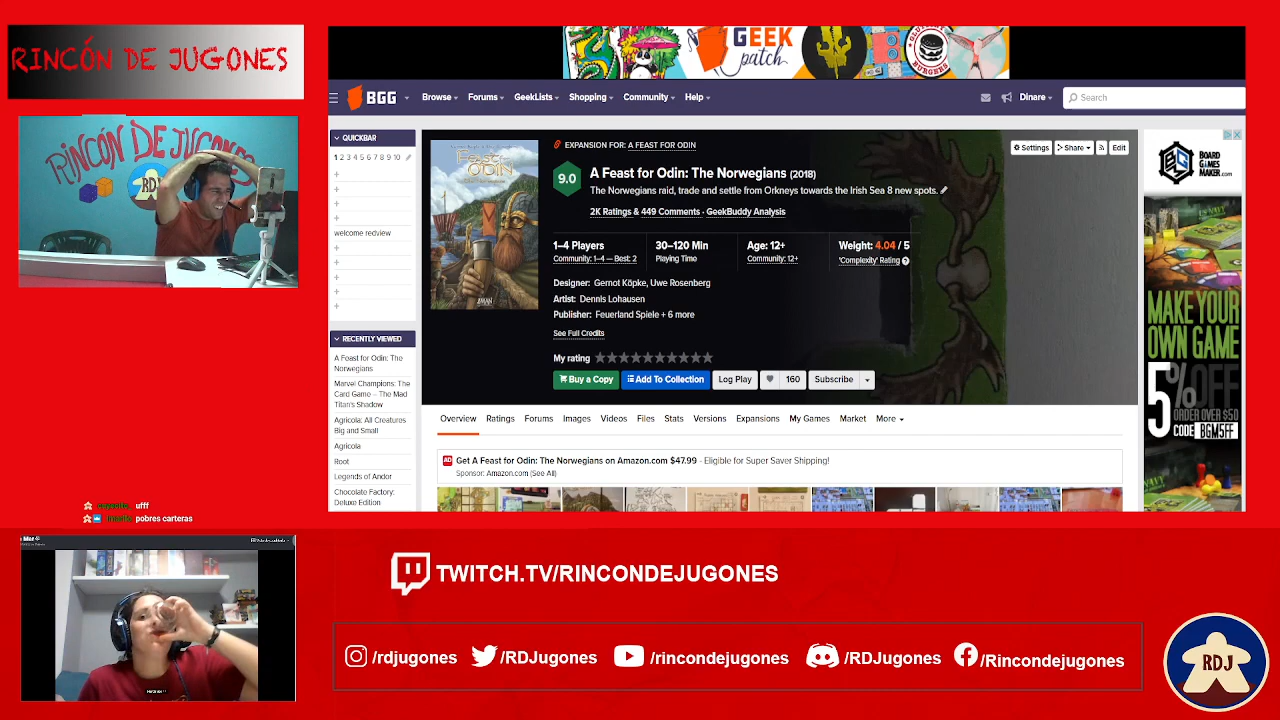 RINCÓN DE JUGONES
RINCÓN DE JUGONES
RDJ
GEEK
patch
BURGERS
BGG
Browse
Forums
GeekLists
Shopping
Community
Help
Dinare
Search
QUICKBAR
1 2 3 4 5 6 7 8 9 10
+
+
+
+
welcome redview
+
+
+
+
+
RECENTLY VIEWED
A Feast for Odin: The
Norwegians
Marvel Champions: The
Card Game – The Mad
Titan's Shadow
Agricola: All Creatures
Big and Small
Agricola
Root
Legends of Andor
Chocolate Factory:
Deluxe Edition
FEAST
ODIN
EXPANSION FOR: A FEAST FOR ODIN
Settings
Share
Edit
9.0
A Feast for Odin: The Norwegians (2018)
The Norwegians raid, trade and settle from Orkneys towards the Irish Sea 8 new spots.
2K Ratings & 449 Comments · GeekBuddy Analysis
1–4 Players
Community: 1–4 — Best: 2
30–120 Min
Playing Time
Age: 12+
Community: 12+
Weight: 4.04 / 5
'Complexity' Rating ?
Designer: Gernot Köpke, Uwe Rosenberg
Artist: Dennis Lohausen
Publisher: Feuerland Spiele + 6 more
See Full Credits
My rating
Buy a Copy
Add To Collection
Log Play
160
Subscribe
Overview
Ratings
Forums
Images
Videos
Files
Stats
Versions
Expansions
My Games
Market
More
AD Get A Feast for Odin: The Norwegians on Amazon.com $47.99 - Eligible for Super Saver Shipping!
Sponsor: Amazon.com (See All)
BOARD
GAMES
MAKER.com
MAKE YOUR
OWN GAME
5% OFF
ORDER OVER $50
CODE BGM5FF
ufff
pobres carteras
TWITCH.TV/RINCONDEJUGONES
/rdjugones
/RDJugones
/rincondejugones
/RDJugones
/Rincondejugones
RDJ